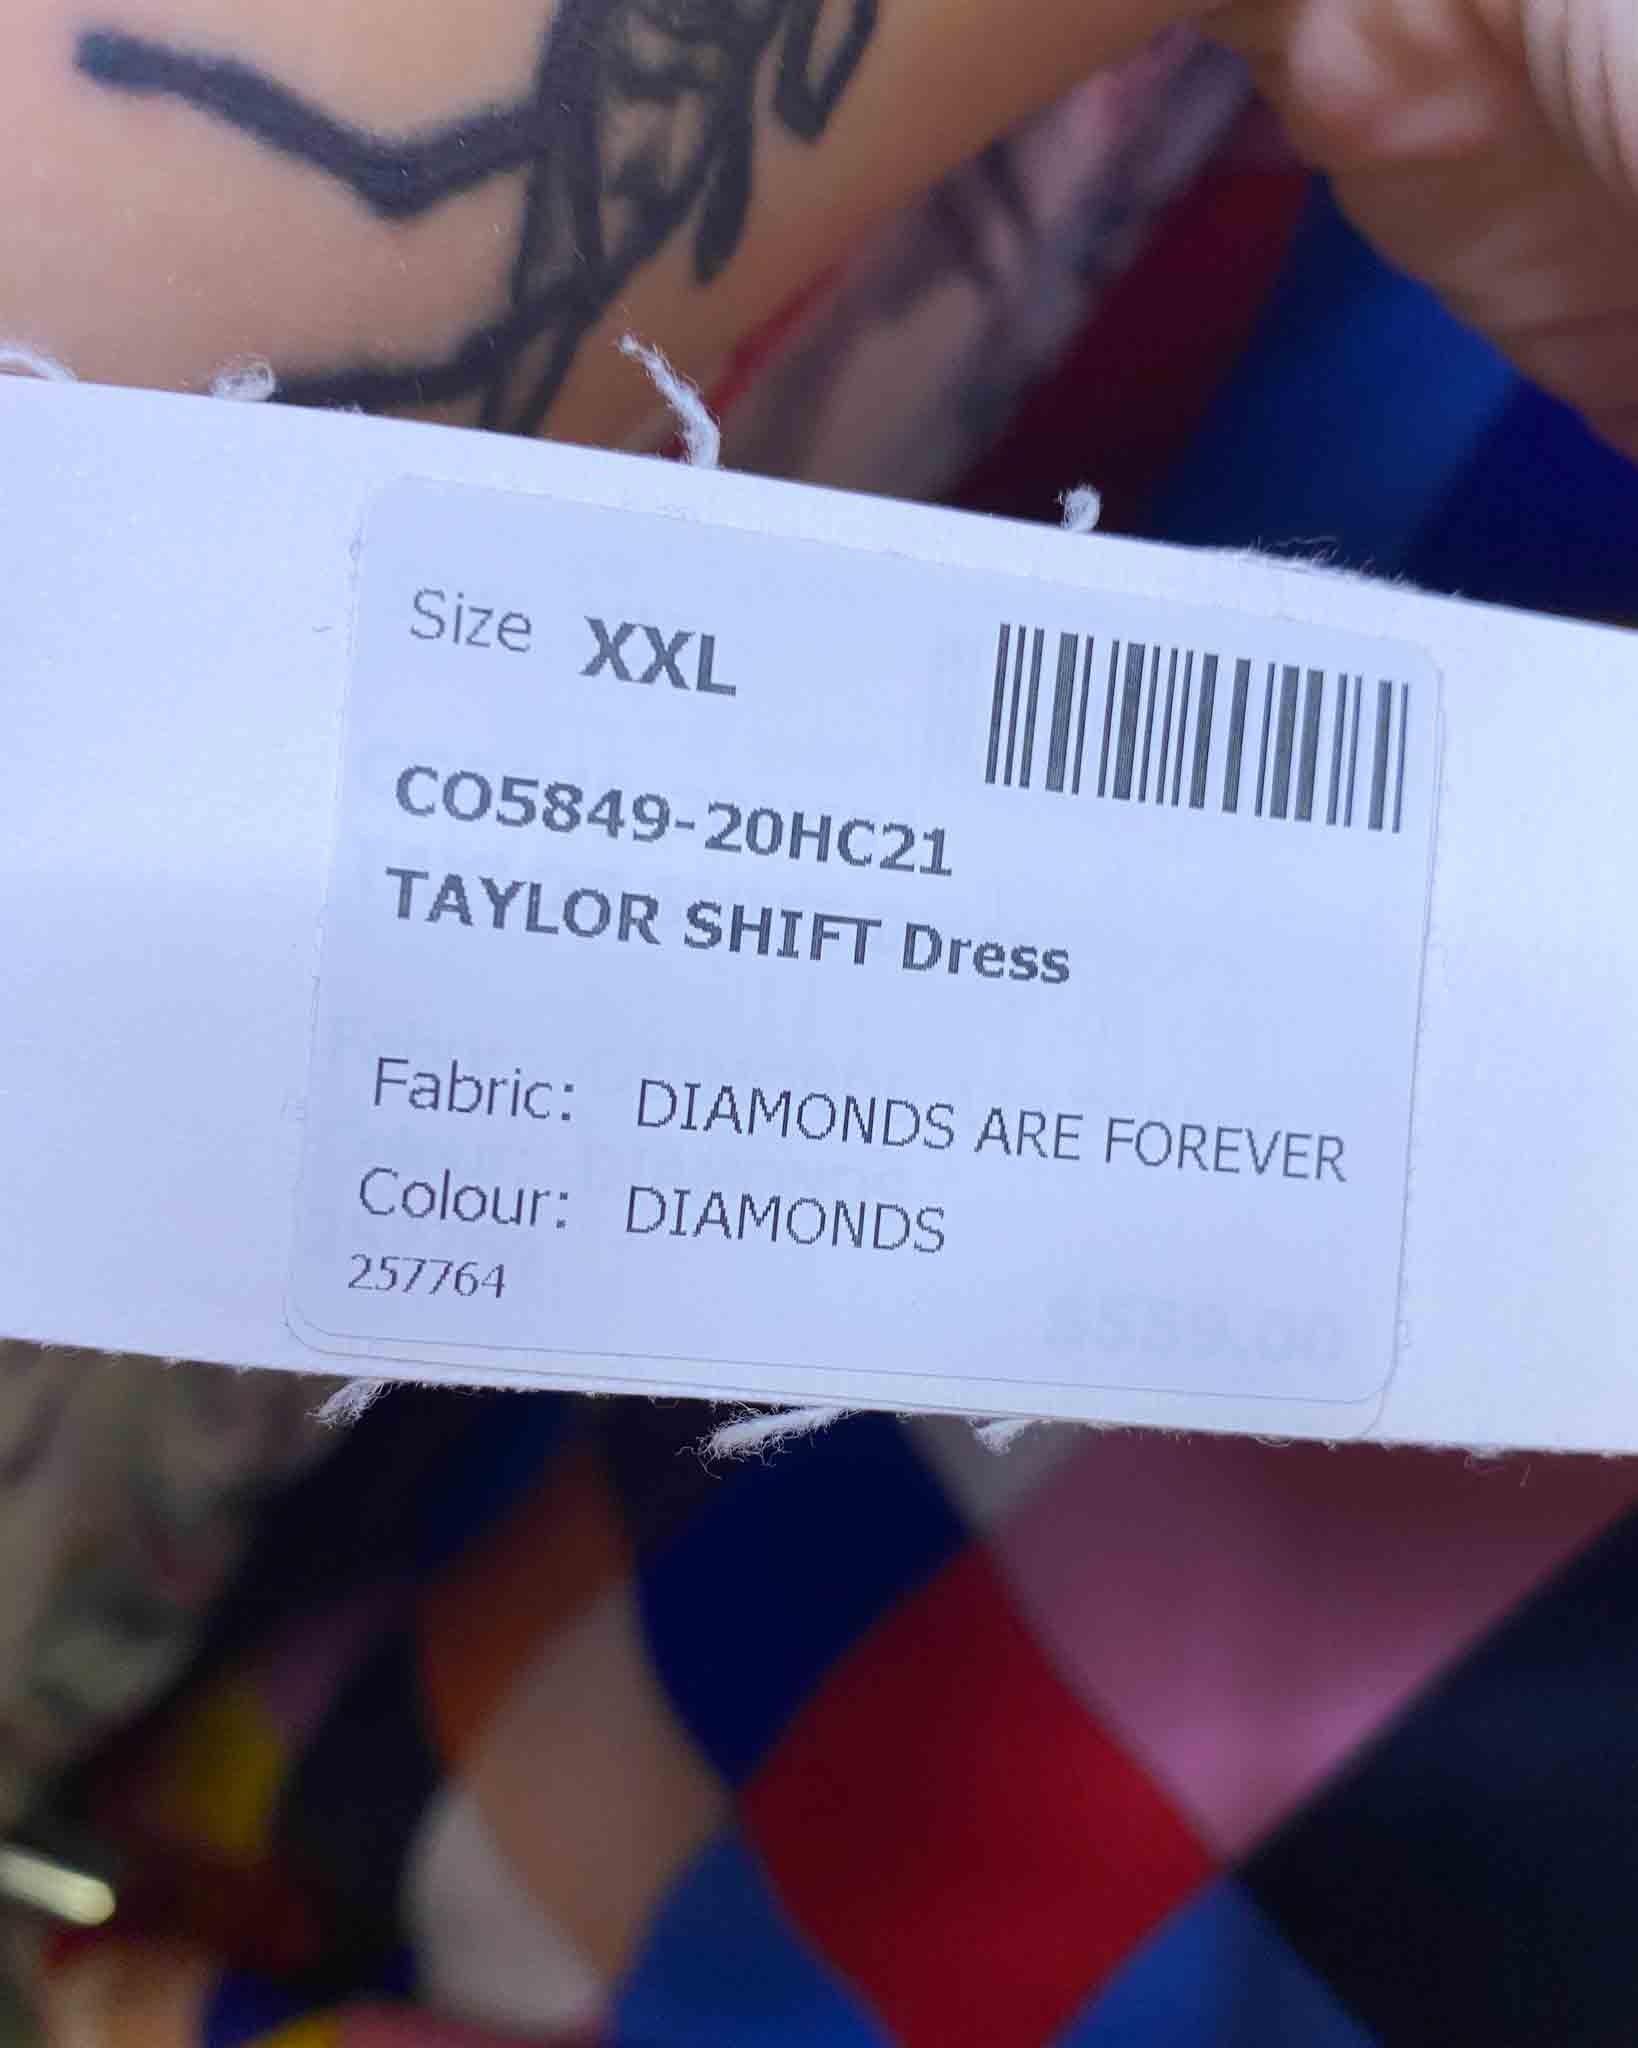 Size XXL
CO5849-20HC21
TAYLOR SHIFT Dress
Fabric: DIAMONDS ARE FOREVER
Colour: DIAMONDS
257764